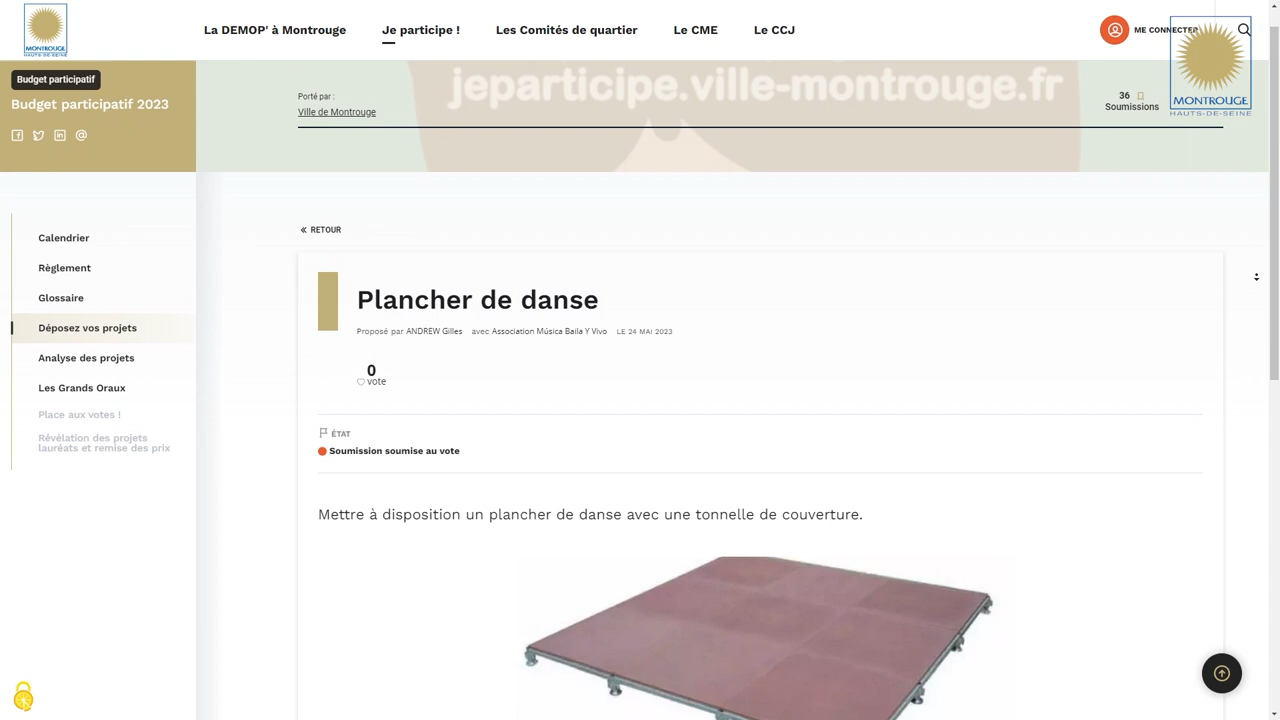 MONTROUGE
HAUTS-DE-SEINE
La DEMOP' à Montrouge
Je participe !
Les Comités de quartier
Le CME
Le CCJ
ME CONNECTER
MONTROUGE
HAUTS-DE-SEINE
Budget participatif
Budget participatif 2023
jeparticipe.ville-montrouge.fr
Porté par :
Ville de Montrouge
36
Soumissions
Calendrier
Règlement
Glossaire
Déposez vos projets
Analyse des projets
Les Grands Oraux
Place aux votes !
Révélation des projets
lauréats et remise des prix
RETOUR
Plancher de danse
Proposé par ANDREW Gilles avec Association Música Baila Y Vivo LE 24 MAI 2023
0
vote
ÉTAT
Soumission soumise au vote
Mettre à disposition un plancher de danse avec une tonnelle de couverture.